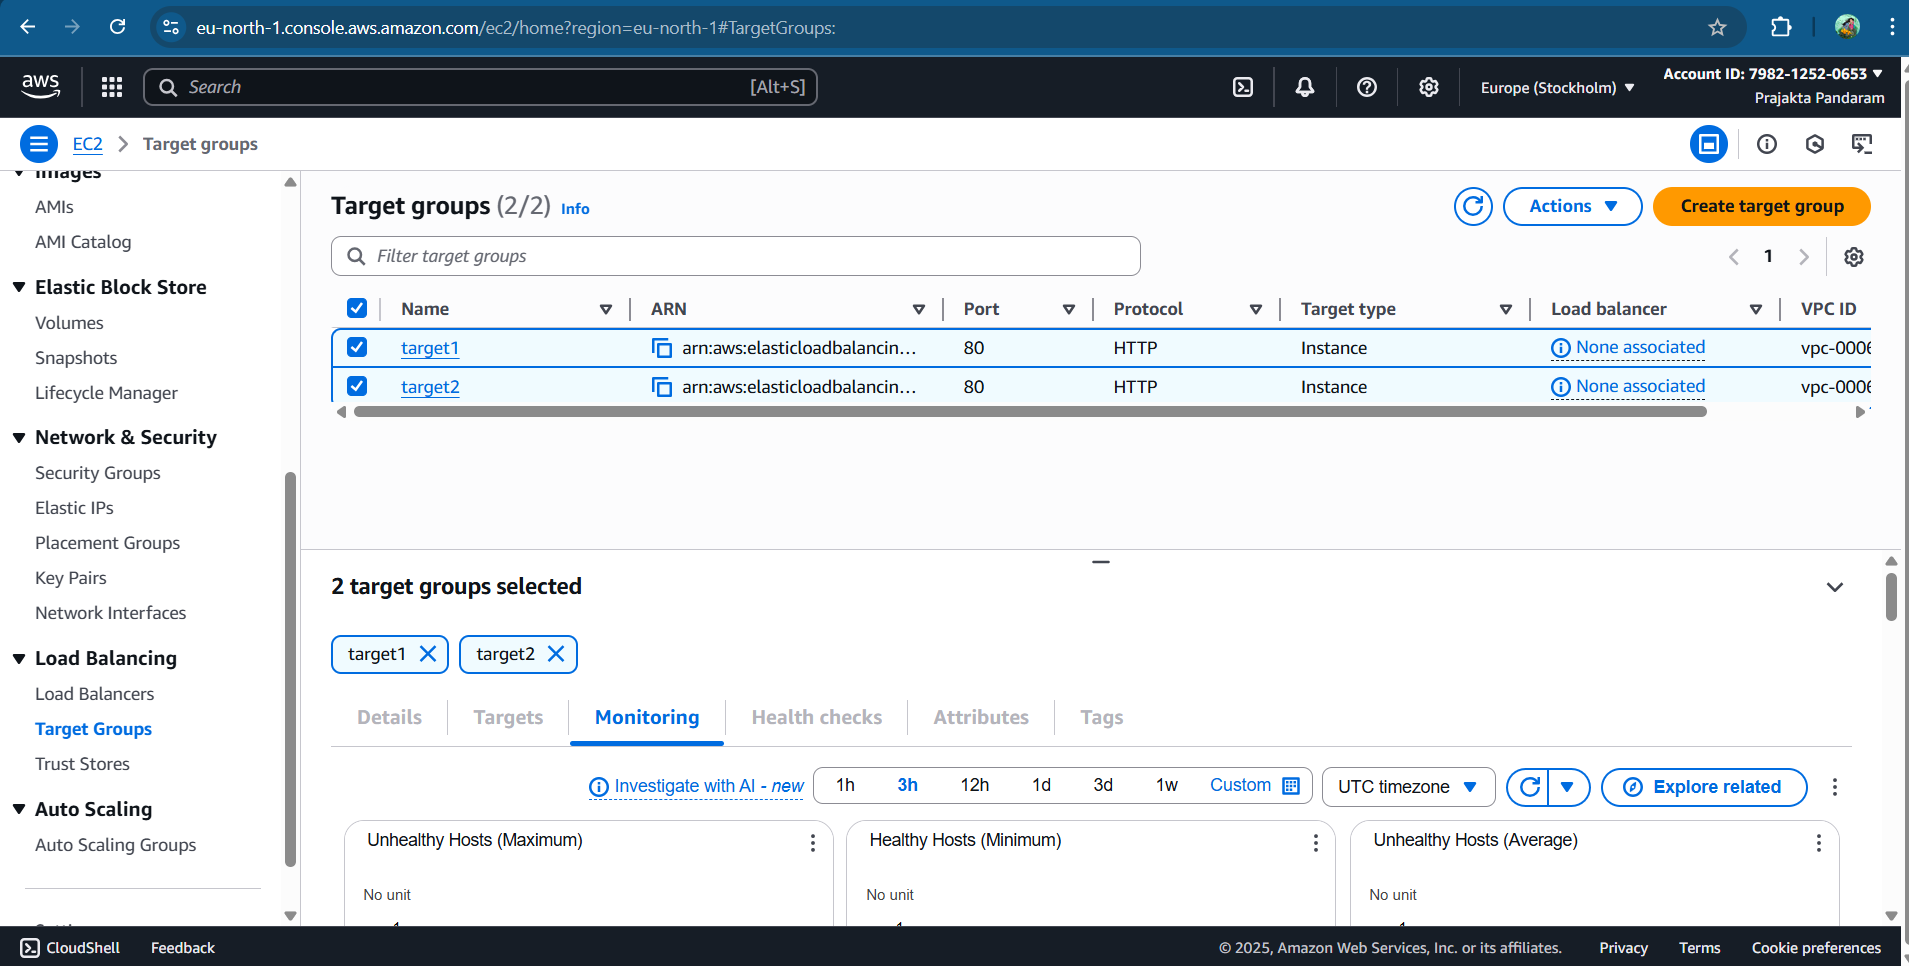 eu-north-1.console.aws.amazon.com/ec2/home?region=eu-north-1#TargetGroups:
aws
Search
[Alt+S]
Europe (Stockholm)
Account ID: 7982-1252-0653
Prajakta Pandaram
EC2
Target groups
Images
AMIs
AMI Catalog
Elastic Block Store
Volumes
Snapshots
Lifecycle Manager
Network & Security
Security Groups
Elastic IPs
Placement Groups
Key Pairs
Network Interfaces
Load Balancing
Load Balancers
Target Groups
Trust Stores
Auto Scaling
Auto Scaling Groups
Target groups (2/2) Info
Actions
Create target group
Filter target groups
1
Name ARN Port Protocol Target type Load balancer VPC ID
target1 arn:aws:elasticloadbalancin... 80 HTTP Instance None associated vpc-0006
target2 arn:aws:elasticloadbalancin... 80 HTTP Instance None associated vpc-0006
2 target groups selected
target1 target2
Details Targets Monitoring Health checks Attributes Tags
Investigate with AI - new 1h 3h 12h 1d 3d 1w Custom UTC timezone Explore related
Unhealthy Hosts (Maximum)
No unit
1
Healthy Hosts (Minimum)
No unit
1
Unhealthy Hosts (Average)
No unit
1
CloudShell Feedback © 2025, Amazon Web Services, Inc. or its affiliates. Privacy Terms Cookie preferences